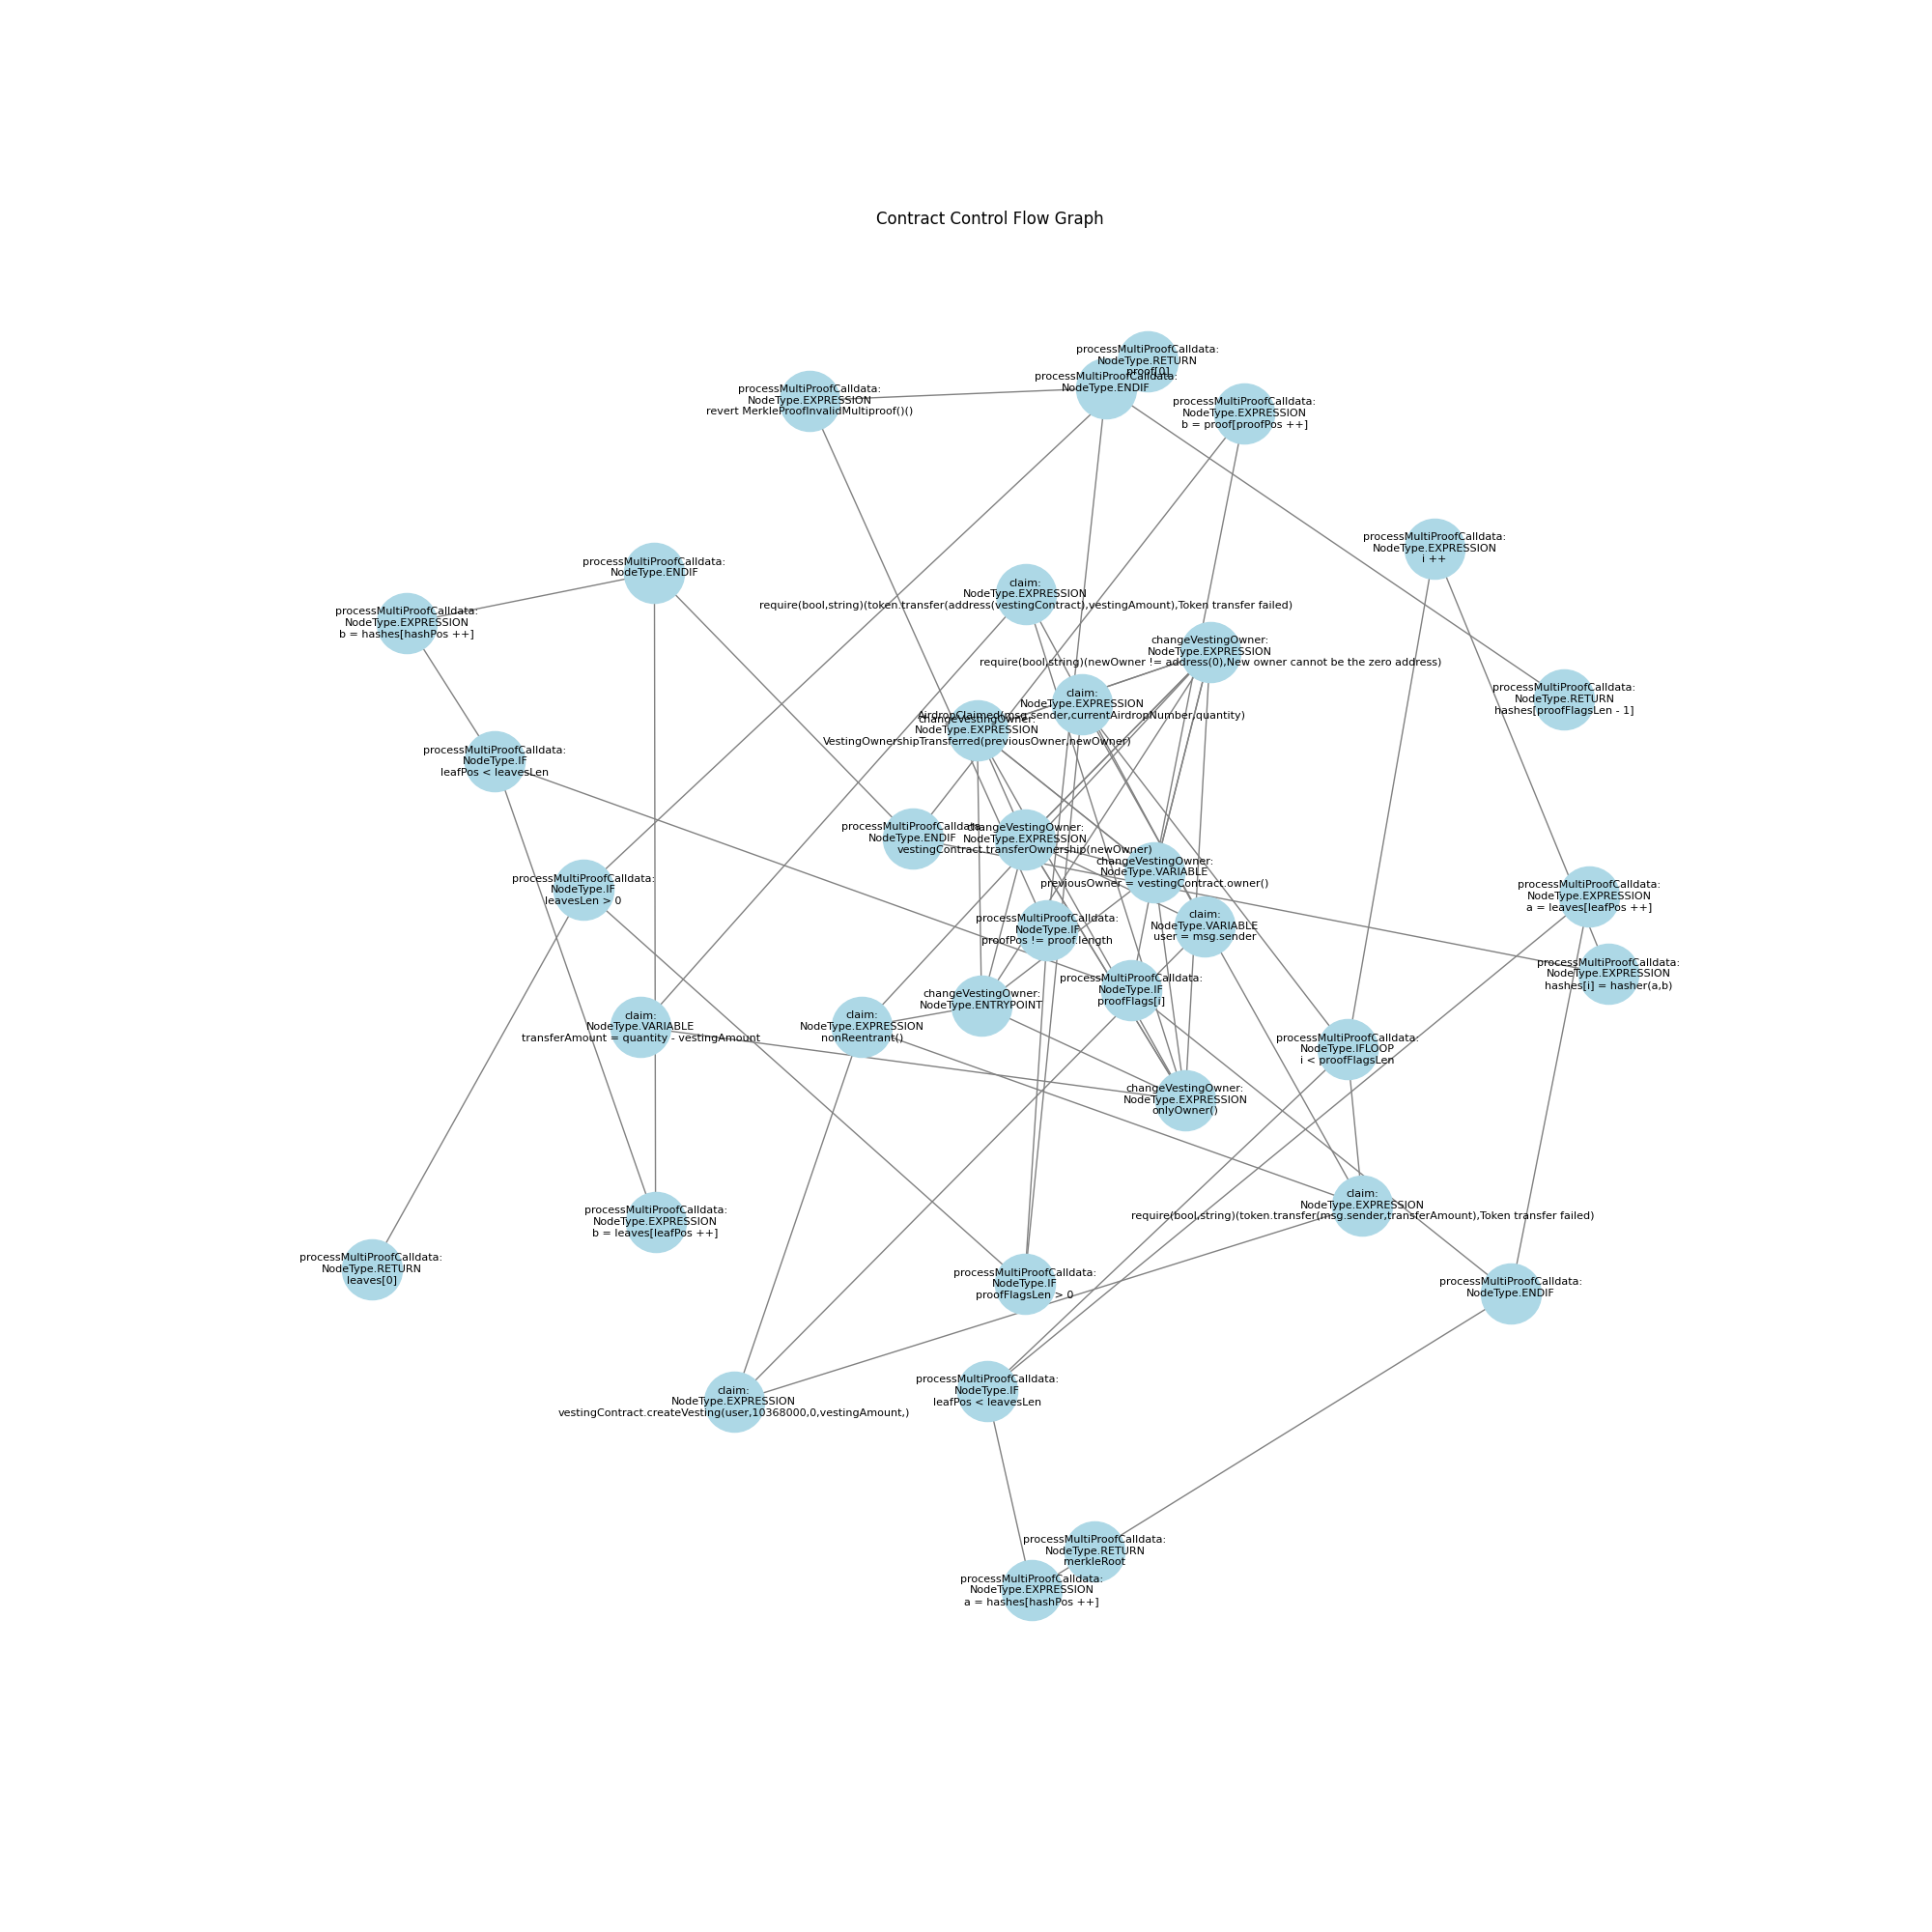 Contract Control Flow Graph
processMultiProofCalldata:
NodeType.RETURN
proof[0]
processMultiProofCalldata:
NodeType.ENDIF
processMultiProofCalldata:
NodeType.EXPRESSION
revert MerkleProofInvalidMultiproof()()
processMultiProofCalldata:
NodeType.EXPRESSION
b = proof[proofPos ++]
processMultiProofCalldata:
NodeType.EXPRESSION
i ++
processMultiProofCalldata:
NodeType.ENDIF
claim:
NodeType.EXPRESSION
require(bool,string)(token.transfer(address(vestingContract),vestingAmount),Token transfer failed)
processMultiProofCalldata:
NodeType.EXPRESSION
b = hashes[hashPos ++]
changeVestingOwner:
NodeType.EXPRESSION
require(bool,string)(newOwner != address(0),New owner cannot be the zero address)
processMultiProofCalldata:
NodeType.RETURN
hashes[proofFlagsLen - 1]
claim:
NodeType.EXPRESSION
AirdropClaimed(msg.sender,currentAirdropNumber,quantity)
changeVestingOwner:
NodeType.EXPRESSION
VestingOwnershipTransferred(previousOwner,newOwner)
processMultiProofCalldata:
NodeType.IF
leafPos < leavesLen
processMultiProofCalldata:
NodeType.ENDIF
changeVestingOwner:
NodeType.EXPRESSION
vestingContract.transferOwnership(newOwner)
changeVestingOwner:
NodeType.VARIABLE
previousOwner = vestingContract.owner()
processMultiProofCalldata:
NodeType.IF
leavesLen > 0
processMultiProofCalldata:
NodeType.EXPRESSION
a = leaves[leafPos ++]
claim:
NodeType.VARIABLE
user = msg.sender
processMultiProofCalldata:
NodeType.IF
proofPos != proof.length
processMultiProofCalldata:
NodeType.EXPRESSION
hashes[i] = hasher(a,b)
processMultiProofCalldata:
NodeType.IF
proofFlags[i]
changeVestingOwner:
NodeType.ENTRYPOINT
claim:
NodeType.VARIABLE
transferAmount = quantity - vestingAmount
claim:
NodeType.EXPRESSION
nonReentrant()
processMultiProofCalldata:
NodeType.IFLOOP
i < proofFlagsLen
changeVestingOwner:
NodeType.EXPRESSION
onlyOwner()
claim:
NodeType.EXPRESSION
require(bool,string)(token.transfer(msg.sender,transferAmount),Token transfer failed)
processMultiProofCalldata:
NodeType.EXPRESSION
b = leaves[leafPos ++]
processMultiProofCalldata:
NodeType.RETURN
leaves[0]
processMultiProofCalldata:
NodeType.IF
proofFlagsLen > 0
processMultiProofCalldata:
NodeType.ENDIF
processMultiProofCalldata:
NodeType.IF
leafPos < leavesLen
claim:
NodeType.EXPRESSION
vestingContract.createVesting(user,10368000,0,vestingAmount,)
processMultiProofCalldata:
NodeType.RETURN
merkleRoot
processMultiProofCalldata:
NodeType.EXPRESSION
a = hashes[hashPos ++]